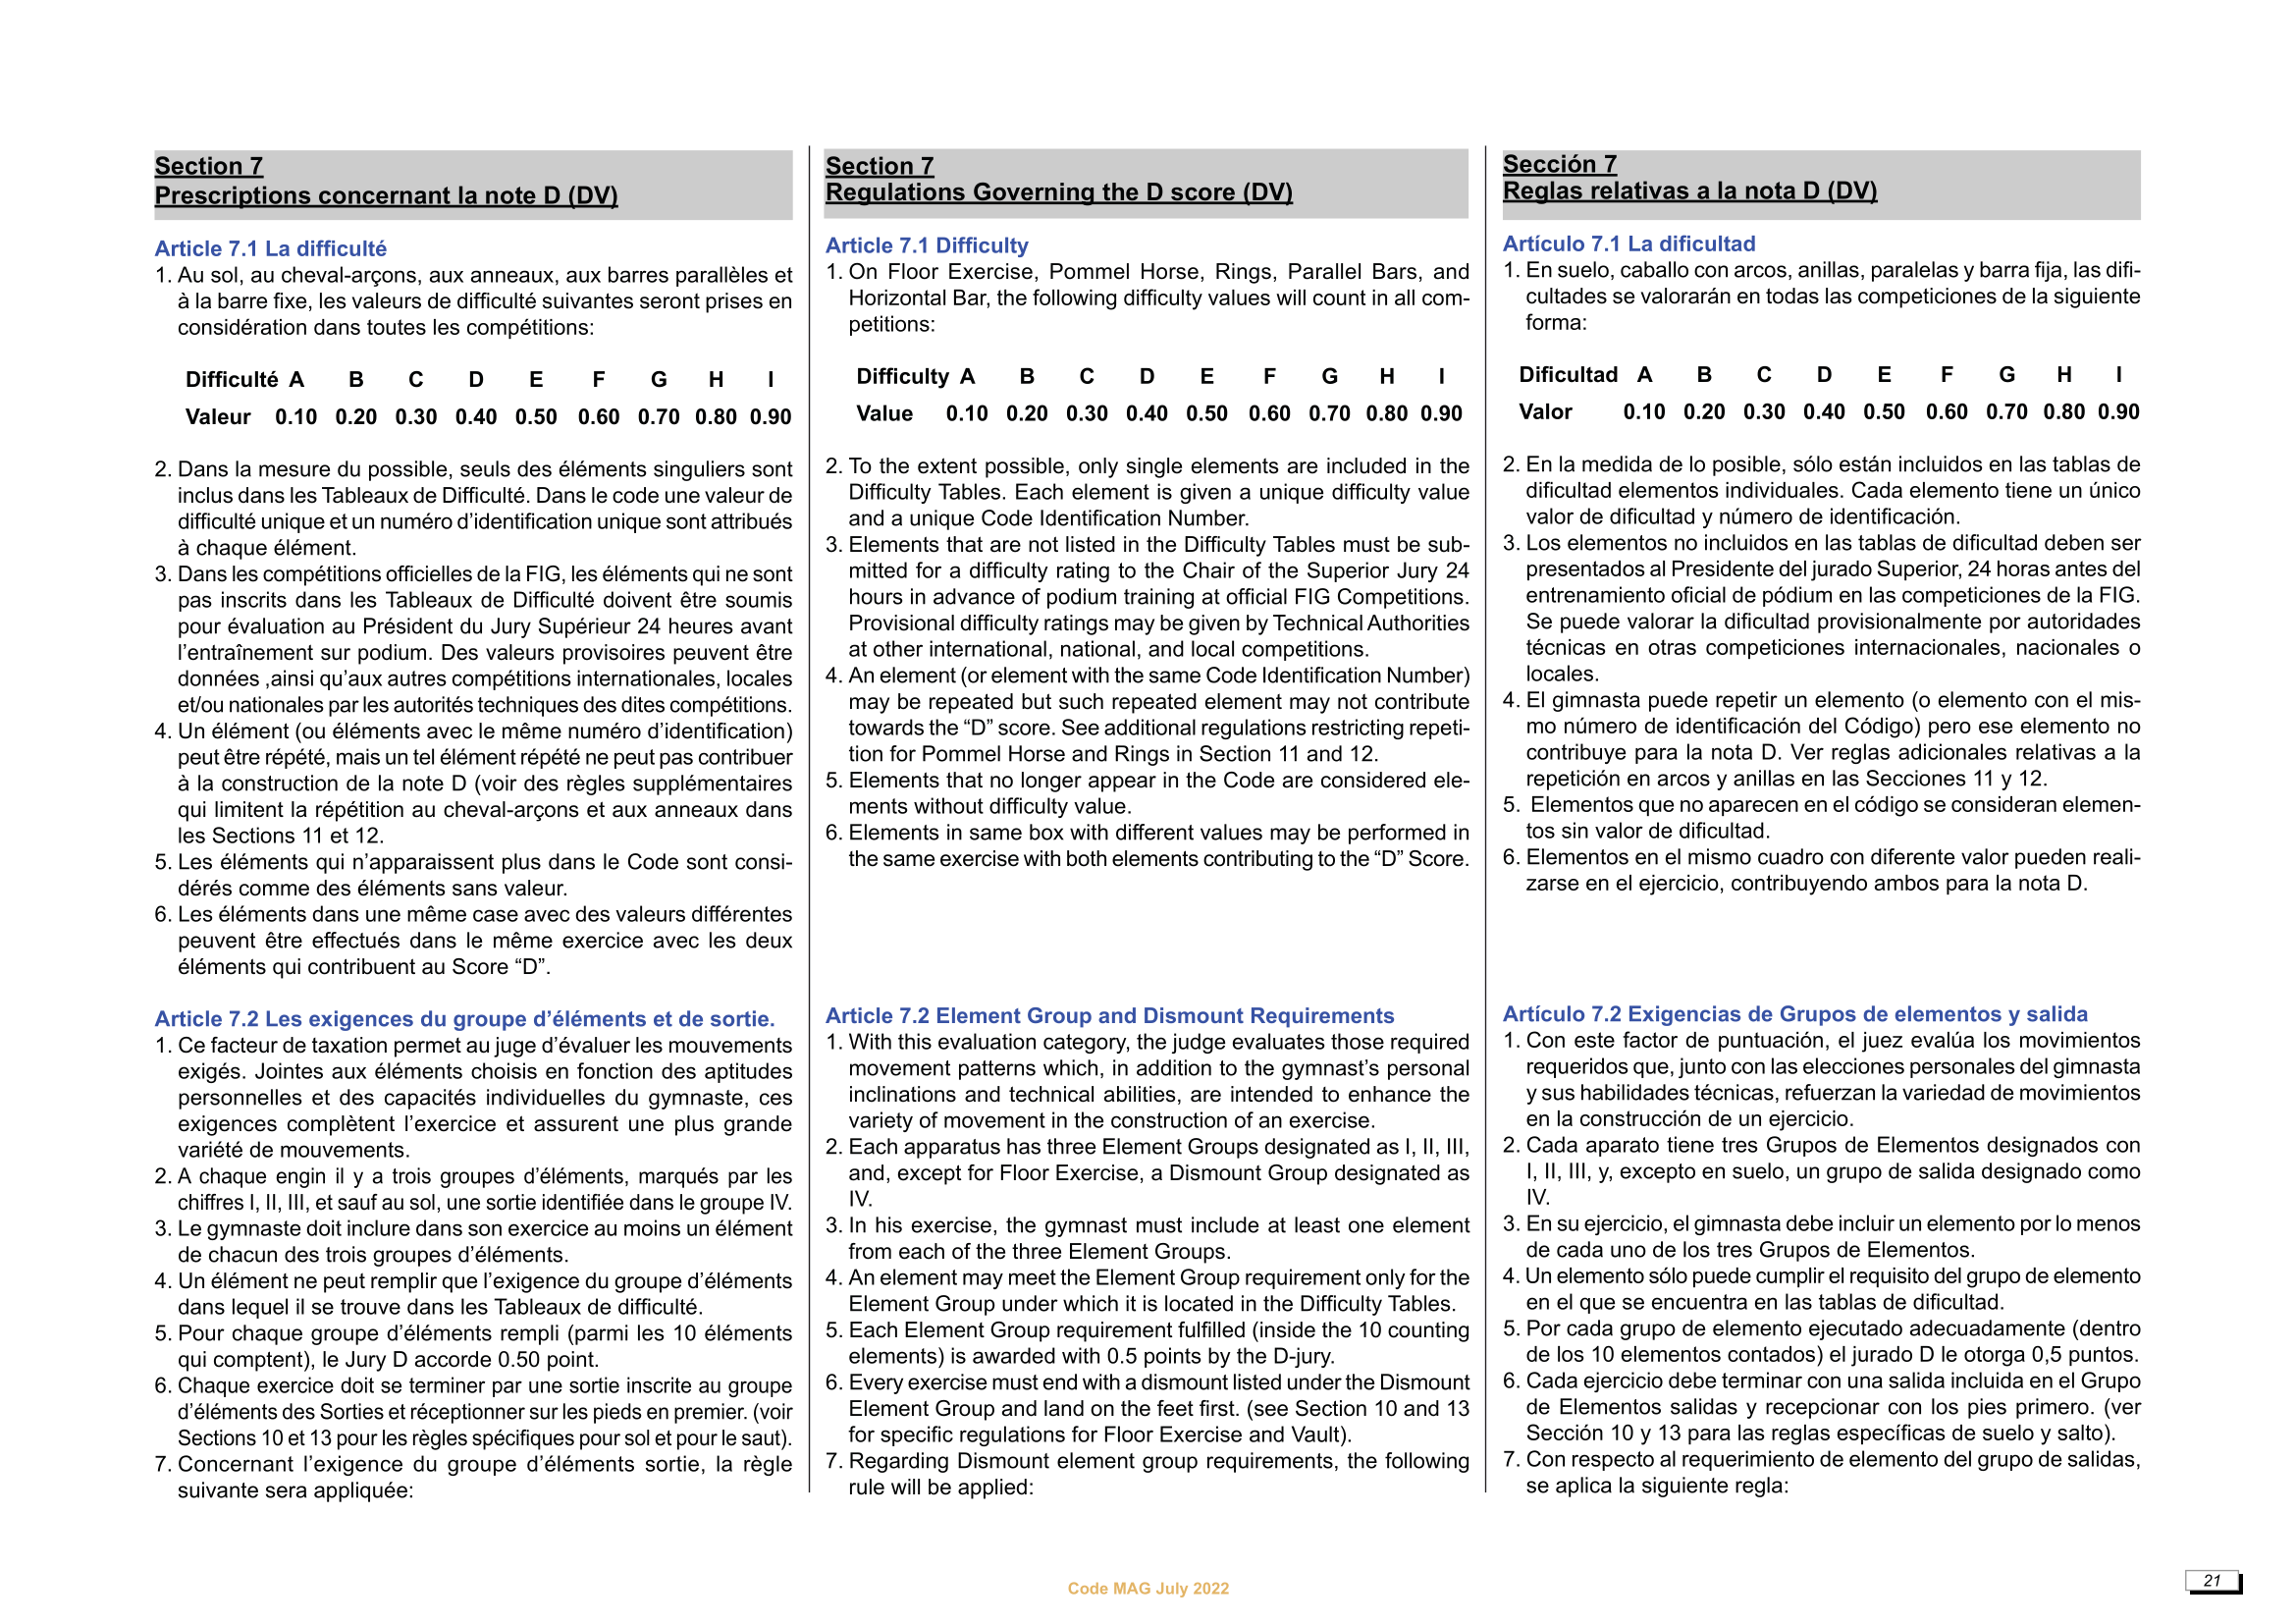 Section 7
Prescriptions concernant la note D (DV)
Article 7.1 La difficulté
1. Au sol, au cheval-arçons, aux anneaux, aux barres parallèles et
à la barre fixe, les valeurs de difficulté suivantes seront prises en
considération dans toutes les compétitions:
Difficulté A B C D E F G H I
Valeur 0.10 0.20 0.30 0.40 0.50 0.60 0.70 0.80 0.90
2. Dans la mesure du possible, seuls des éléments singuliers sont
inclus dans les Tableaux de Difficulté. Dans le code une valeur de
difficulté unique et un numéro d’identification unique sont attribués
à chaque élément.
3. Dans les compétitions officielles de la FIG, les éléments qui ne sont
pas inscrits dans les Tableaux de Difficulté doivent être soumis
pour évaluation au Président du Jury Supérieur 24 heures avant
l’entraînement sur podium. Des valeurs provisoires peuvent être
données ,ainsi qu’aux autres compétitions internationales, locales
et/ou nationales par les autorités techniques des dites compétitions.
4. Un élément (ou éléments avec le même numéro d’identification)
peut être répété, mais un tel élément répété ne peut pas contribuer
à la construction de la note D (voir des règles supplémentaires
qui limitent la répétition au cheval-arçons et aux anneaux dans
les Sections 11 et 12.
5. Les éléments qui n’apparaissent plus dans le Code sont consi-
dérés comme des éléments sans valeur.
6. Les éléments dans une même case avec des valeurs différentes
peuvent être effectués dans le même exercice avec les deux
éléments qui contribuent au Score “D”.
Article 7.2 Les exigences du groupe d’éléments et de sortie.
1. Ce facteur de taxation permet au juge d’évaluer les mouvements
exigés. Jointes aux éléments choisis en fonction des aptitudes
personnelles et des capacités individuelles du gymnaste, ces
exigences complètent l’exercice et assurent une plus grande
variété de mouvements.
2. A chaque engin il y a trois groupes d’éléments, marqués par les
chiffres I, II, III, et sauf au sol, une sortie identifiée dans le groupe IV.
3. Le gymnaste doit inclure dans son exercice au moins un élément
de chacun des trois groupes d’éléments.
4. Un élément ne peut remplir que l’exigence du groupe d’éléments
dans lequel il se trouve dans les Tableaux de difficulté.
5. Pour chaque groupe d’éléments rempli (parmi les 10 éléments
qui comptent), le Jury D accorde 0.50 point.
6. Chaque exercice doit se terminer par une sortie inscrite au groupe
d’éléments des Sorties et réceptionner sur les pieds en premier. (voir
Sections 10 et 13 pour les règles spécifiques pour sol et pour le saut).
7. Concernant l’exigence du groupe d’éléments sortie, la règle
suivante sera appliquée:
Section 7
Regulations Governing the D score (DV)
Article 7.1 Difficulty
1. On Floor Exercise, Pommel Horse, Rings, Parallel Bars, and
Horizontal Bar, the following difficulty values will count in all com-
petitions:
Difficulty A B C D E F G H I
Value 0.10 0.20 0.30 0.40 0.50 0.60 0.70 0.80 0.90
2. To the extent possible, only single elements are included in the
Difficulty Tables. Each element is given a unique difficulty value
and a unique Code Identification Number.
3. Elements that are not listed in the Difficulty Tables must be sub-
mitted for a difficulty rating to the Chair of the Superior Jury 24
hours in advance of podium training at official FIG Competitions.
Provisional difficulty ratings may be given by Technical Authorities
at other international, national, and local competitions.
4. An element (or element with the same Code Identification Number)
may be repeated but such repeated element may not contribute
towards the “D” score. See additional regulations restricting repeti-
tion for Pommel Horse and Rings in Section 11 and 12.
5. Elements that no longer appear in the Code are considered ele-
ments without difficulty value.
6. Elements in same box with different values may be performed in
the same exercise with both elements contributing to the “D” Score.
Article 7.2 Element Group and Dismount Requirements
1. With this evaluation category, the judge evaluates those required
movement patterns which, in addition to the gymnast’s personal
inclinations and technical abilities, are intended to enhance the
variety of movement in the construction of an exercise.
2. Each apparatus has three Element Groups designated as I, II, III,
and, except for Floor Exercise, a Dismount Group designated as
IV.
3. In his exercise, the gymnast must include at least one element
from each of the three Element Groups.
4. An element may meet the Element Group requirement only for the
Element Group under which it is located in the Difficulty Tables.
5. Each Element Group requirement fulfilled (inside the 10 counting
elements) is awarded with 0.5 points by the D-jury.
6. Every exercise must end with a dismount listed under the Dismount
Element Group and land on the feet first. (see Section 10 and 13
for specific regulations for Floor Exercise and Vault).
7. Regarding Dismount element group requirements, the following
rule will be applied:
Sección 7
Reglas relativas a la nota D (DV)
Artículo 7.1 La dificultad
1. En suelo, caballo con arcos, anillas, paralelas y barra fija, las difi-
cultades se valorarán en todas las competiciones de la siguiente
forma:
Dificultad A B C D E F G H I
Valor 0.10 0.20 0.30 0.40 0.50 0.60 0.70 0.80 0.90
2. En la medida de lo posible, sólo están incluidos en las tablas de
dificultad elementos individuales. Cada elemento tiene un único
valor de dificultad y número de identificación.
3. Los elementos no incluidos en las tablas de dificultad deben ser
presentados al Presidente del jurado Superior, 24 horas antes del
entrenamiento oficial de pódium en las competiciones de la FIG.
Se puede valorar la dificultad provisionalmente por autoridades
técnicas en otras competiciones internacionales, nacionales o
locales.
4. El gimnasta puede repetir un elemento (o elemento con el mis-
mo número de identificación del Código) pero ese elemento no
contribuye para la nota D. Ver reglas adicionales relativas a la
repetición en arcos y anillas en las Secciones 11 y 12.
5. Elementos que no aparecen en el código se consideran elemen-
tos sin valor de dificultad.
6. Elementos en el mismo cuadro con diferente valor pueden reali-
zarse en el ejercicio, contribuyendo ambos para la nota D.
Artículo 7.2 Exigencias de Grupos de elementos y salida
1. Con este factor de puntuación, el juez evalúa los movimientos
requeridos que, junto con las elecciones personales del gimnasta
y sus habilidades técnicas, refuerzan la variedad de movimientos
en la construcción de un ejercicio.
2. Cada aparato tiene tres Grupos de Elementos designados con
I, II, III, y, excepto en suelo, un grupo de salida designado como
IV.
3. En su ejercicio, el gimnasta debe incluir un elemento por lo menos
de cada uno de los tres Grupos de Elementos.
4. Un elemento sólo puede cumplir el requisito del grupo de elemento
en el que se encuentra en las tablas de dificultad.
5. Por cada grupo de elemento ejecutado adecuadamente (dentro
de los 10 elementos contados) el jurado D le otorga 0,5 puntos.
6. Cada ejercicio debe terminar con una salida incluida en el Grupo
de Elementos salidas y recepcionar con los pies primero. (ver
Sección 10 y 13 para las reglas específicas de suelo y salto).
7. Con respecto al requerimiento de elemento del grupo de salidas,
se aplica la siguiente regla:
Code MAG July 2022
21